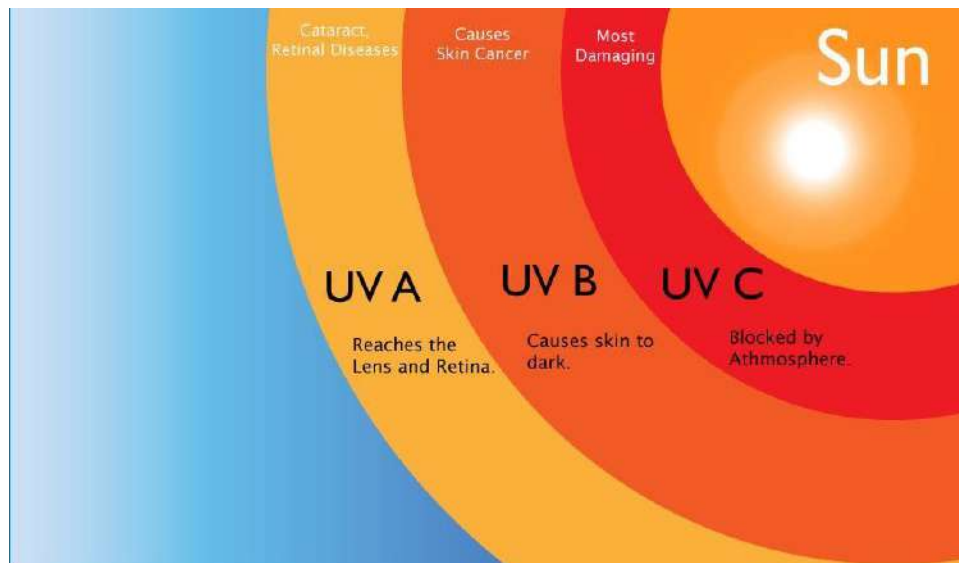 Cataract,
Retinal Diseases
Causes
Skin Cancer
Most
Damaging
Sun
UV A
UV B
UV C
Reaches the
Lens and Retina.
Causes skin to
dark.
Blocked by
Athmosphere.